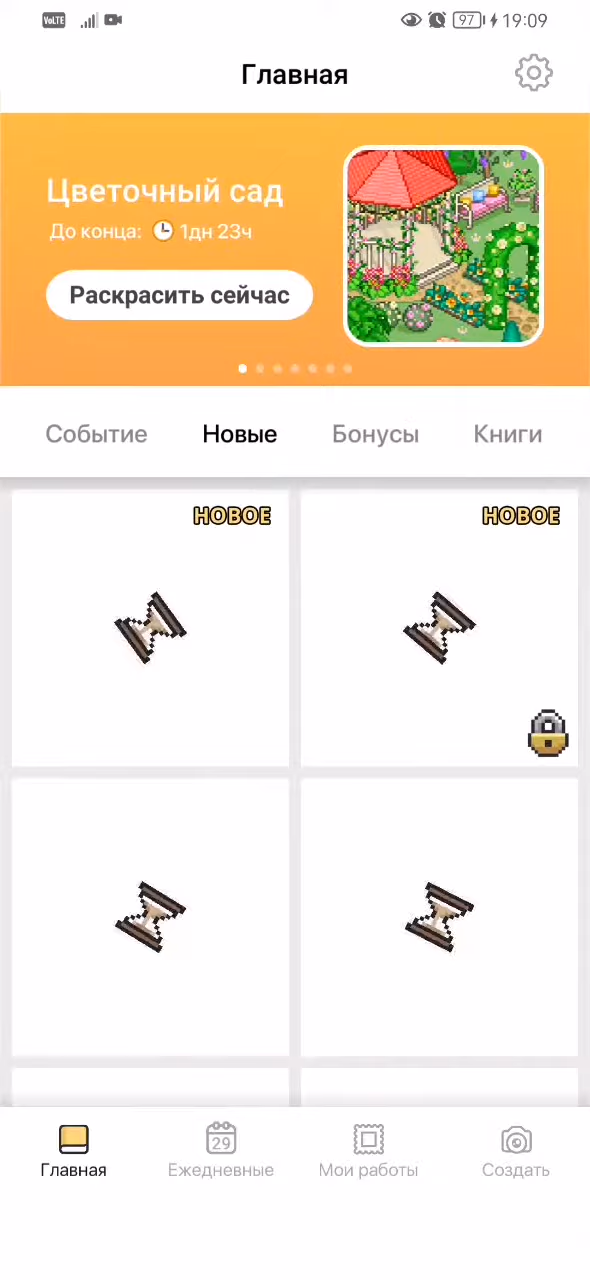 VoLTE 97 19:09
Главная
Цветочный сад
До конца: 1дн 23ч
Раскрасить сейчас
Событие Новые Бонусы Книги
НОВОЕ НОВОЕ
29
Главная Ежедневные Мои работы Создать